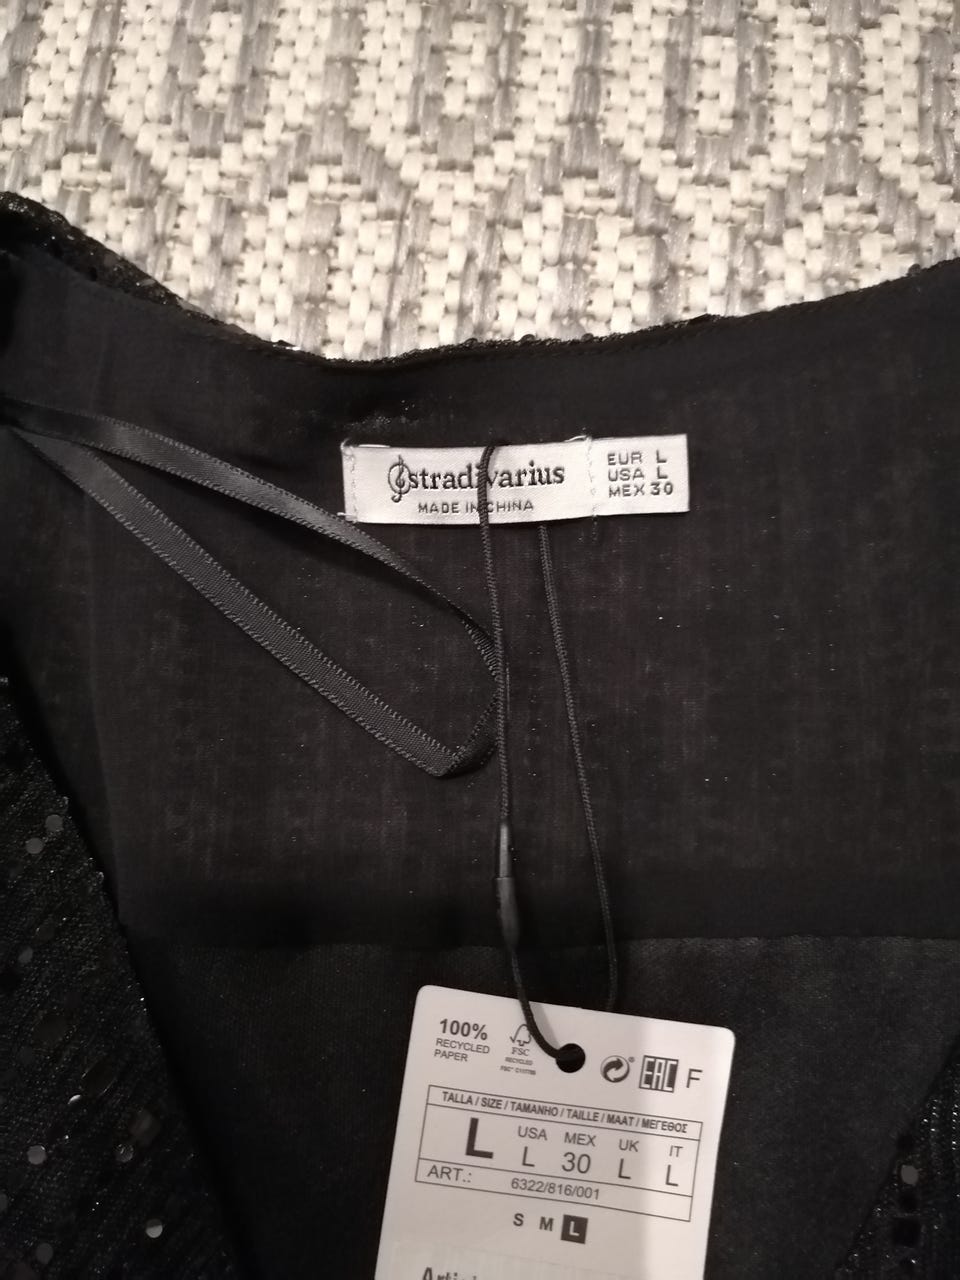 stradivarius
MADE IN CHINA
EUR L
USA L
MEX 30
100%
RECYCLED
PAPER
FSC
RECYCLED
EAC F
TALLA / SIZE / TAMANHO / TAILLE / MAAT / ΜΕΓΕΘΟΣ
L
USA MEX UK IT
L 30 L L
ART.: 6322/816/001
S M L